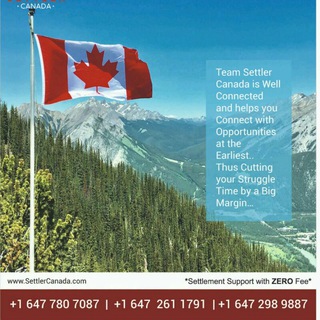 ·CANADA·
Team Settler
Canada is Well
Connected
and helps you
Connect with
Opportunities
at the
Earliest..
Thus Cutting
your Struggle
Time by a Big
Margin...
www.SettlerCanada.com
*Settlement Support with ZERO Fee*
+1 647 780 7087 | +1 647 261 1791 | +1 647 298 9887